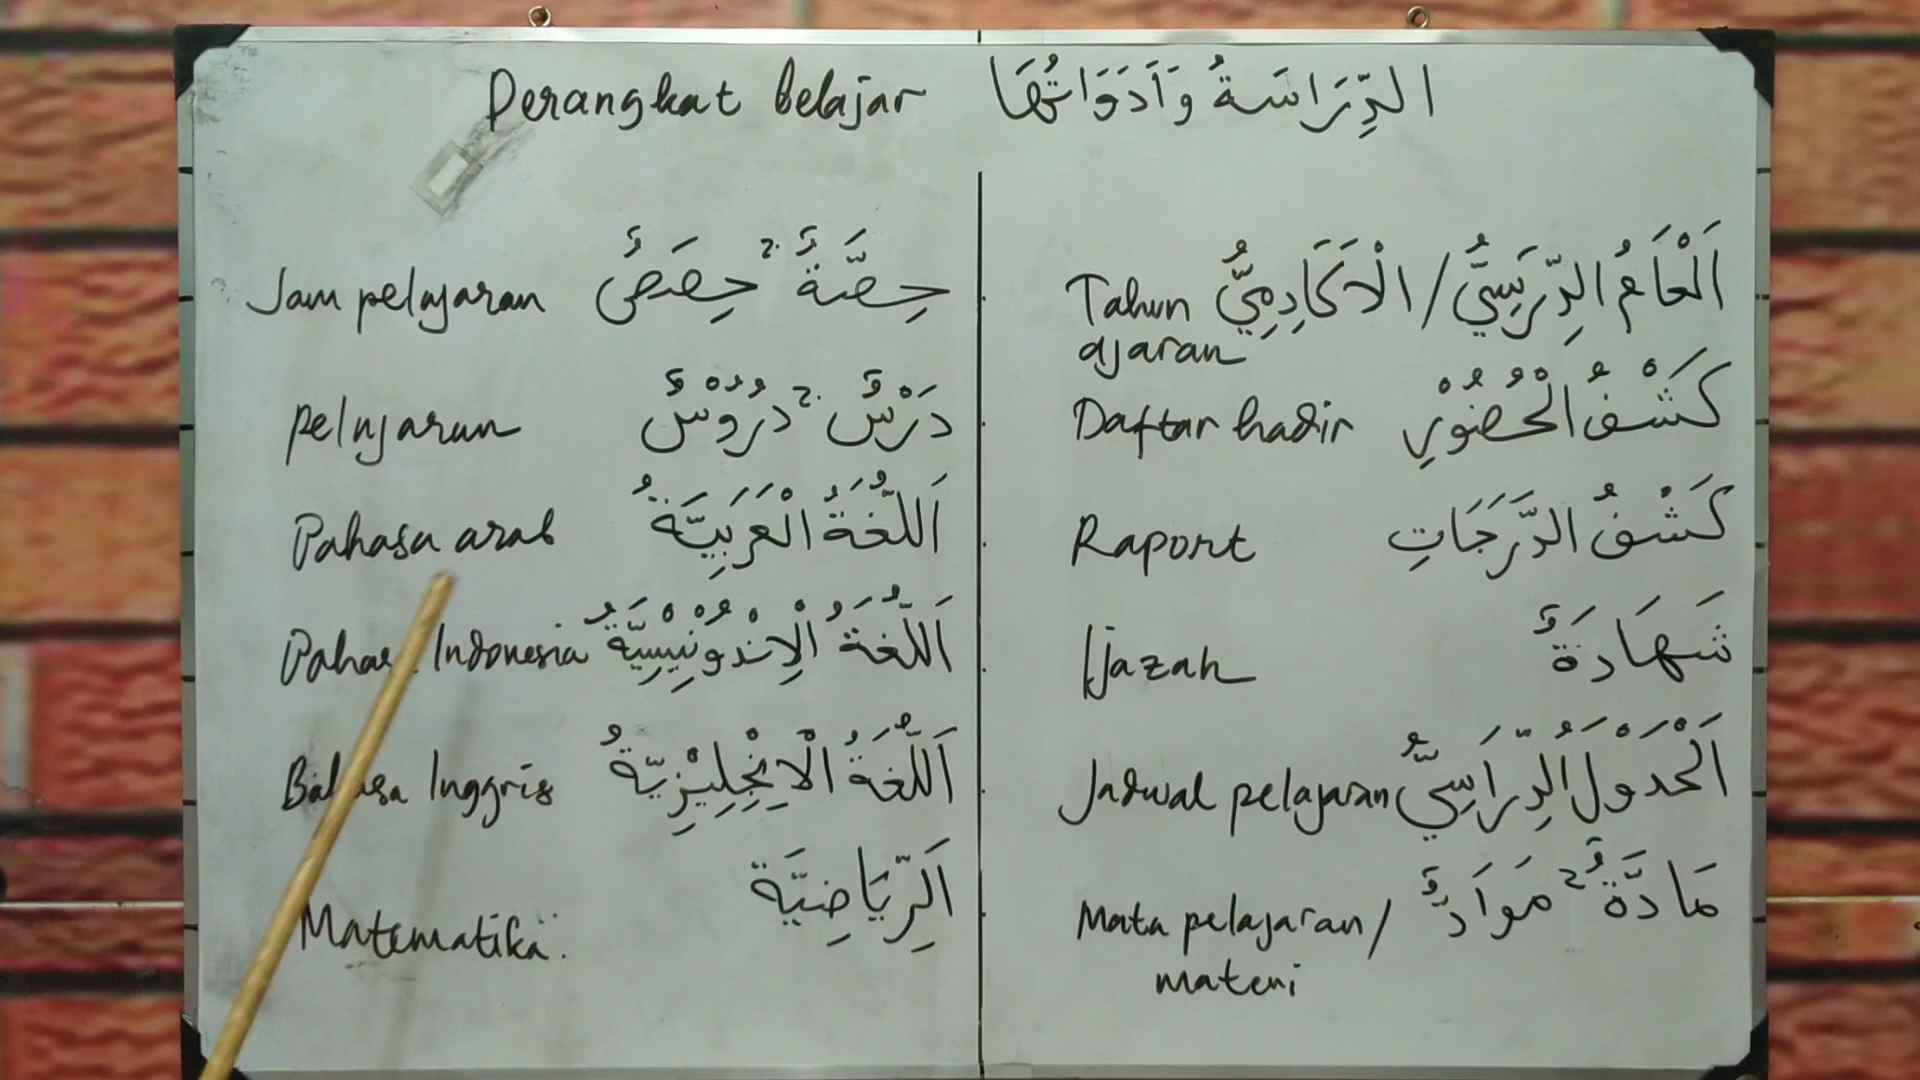 Perangkat belajar الدِّرَاسَةُ وَأَدَوَاتُهَا
اَلْعَامُ الدِّرَسِيُّ / الْاَكَادِمِيُّ Tahun
ajaran
كَشْفُ الْحُضُوْرِ Daftar hadir
كَشْفُ الدَّرَجَاتِ Raport
شَهَادَةٌ Ijazah
اَلْجَدْوَلُ الدِّرَاسِيُّ Jadwal pelajaran
مَادَّةٌ ج. مَوَادٌّ Mata pelajaran /
materi
حِصَّةٌ ج. حِصَصٌ Jam pelajaran
دَرْسٌ ج. دُرُوْسٌ pelajaran
اَللُّغَةُ الْعَرَبِيَّةُ Bahasa arab
اَللُّغَةُ الْاِنْدُوْنِيْسِيَّةُ Bahasa Indonesia
اَللُّغَةُ الْاِنْجِلِيْزِيَّةُ Bahasa Inggris
اَلرِّيَاضِيَّة Matematika.